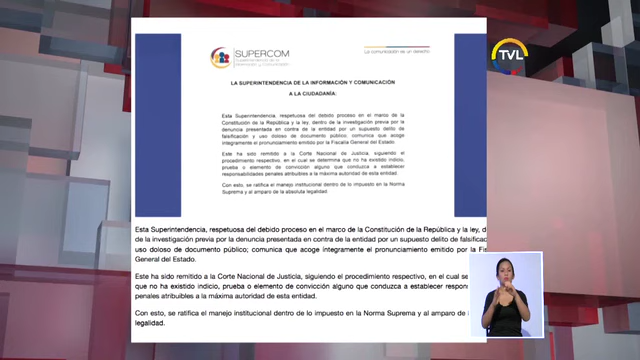 SUPERCOM
Superintendencia de la
Información y Comunicación
La comunicación es un derecho
TVL
LA SUPERINTENDENCIA DE LA INFORMACIÓN Y COMUNICACIÓN
A LA CIUDADANÍA:
Esta Superintendencia, respetuosa del debido proceso en el marco de la
Constitución de la República y la ley, dentro de la investigación previa por la
denuncia presentada en contra de la entidad por un supuesto delito de
falsificación y uso doloso de documento público, comunica que acoge
íntegramente el pronunciamiento emitido por la Fiscalía General del Estado.
Este ha sido remitido a la Corte Nacional de Justicia, siguiendo el
procedimiento respectivo, en el cual se determina que no ha existido indicio,
prueba o elemento de convicción alguno que conduzca a establecer
responsabilidades penales atribuibles a la máxima autoridad de esta entidad.
Con esto, se ratifica el manejo institucional dentro de lo impuesto en la Norma
Suprema y al amparo de la absoluta legalidad.
Esta Superintendencia, respetuosa del debido proceso en el marco de la Constitución de la República y la ley, d
de la investigación previa por la denuncia presentada en contra de la entidad por un supuesto delito de falsificac
uso doloso de documento público; comunica que acoge íntegramente el pronunciamiento emitido por la Fis
General del Estado.
Este ha sido remitido a la Corte Nacional de Justicia, siguiendo el procedimiento respectivo, en el cual se
que no ha existido indicio, prueba o elemento de convicción alguno que conduzca a establecer respon
penales atribuibles a la máxima autoridad de esta entidad.
Con esto, se ratifica el manejo institucional dentro de lo impuesto en la Norma Suprema y al amparo de l
legalidad.